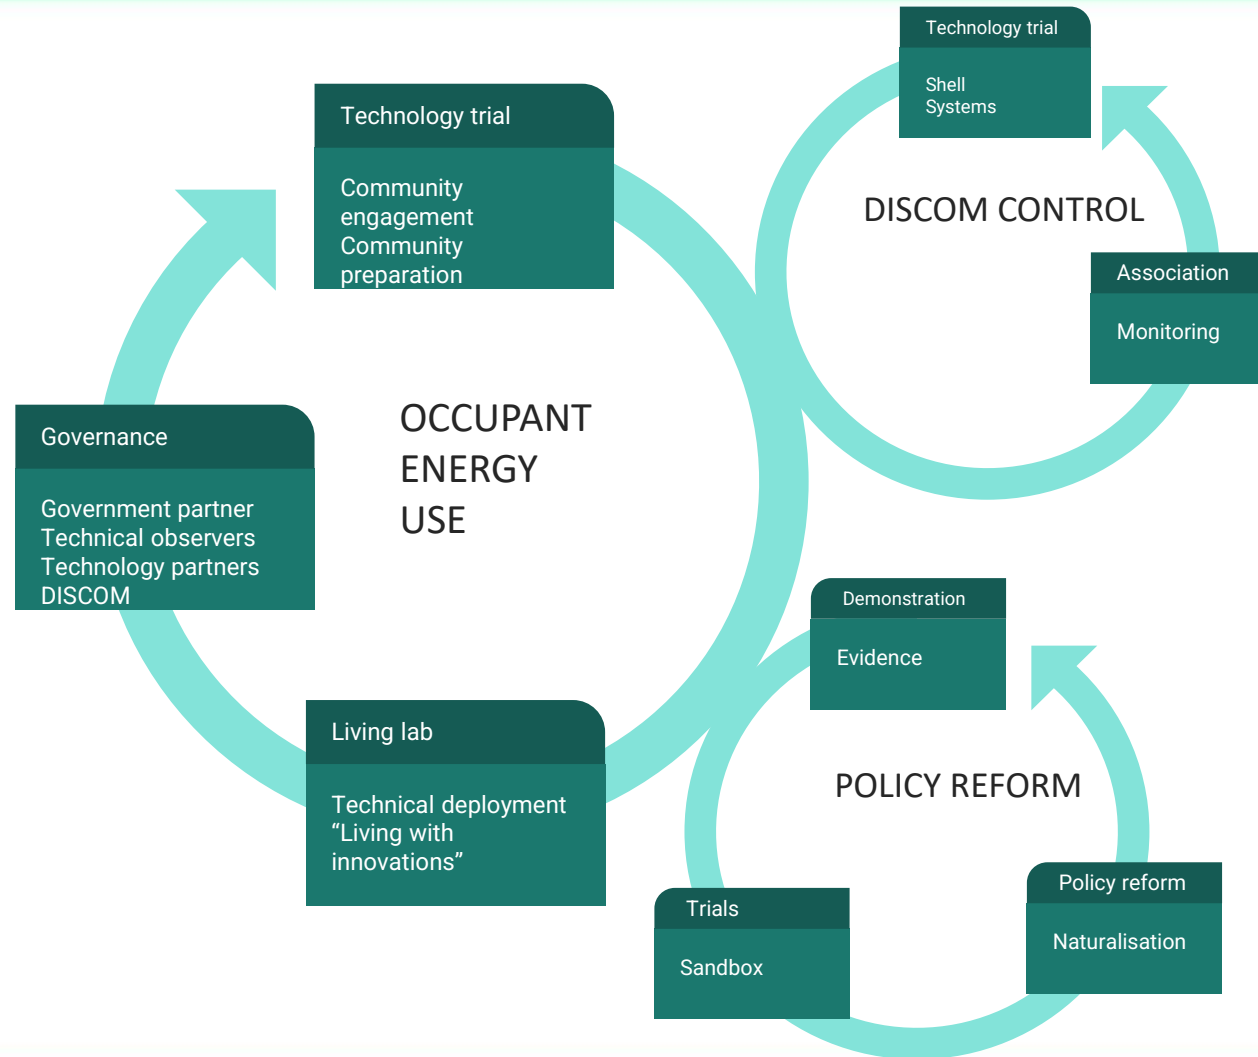 Technology trial
Community
engagement
Community
preparation
OCCUPANT
ENERGY
USE
Governance
Government partner
Technical observers
Technology partners
DISCOM
Living lab
Technical deployment
“Living with
innovations”
Technology trial
Shell
Systems
DISCOM CONTROL
Association
Monitoring
Demonstration
Evidence
POLICY REFORM
Trials
Sandbox
Policy reform
Naturalisation